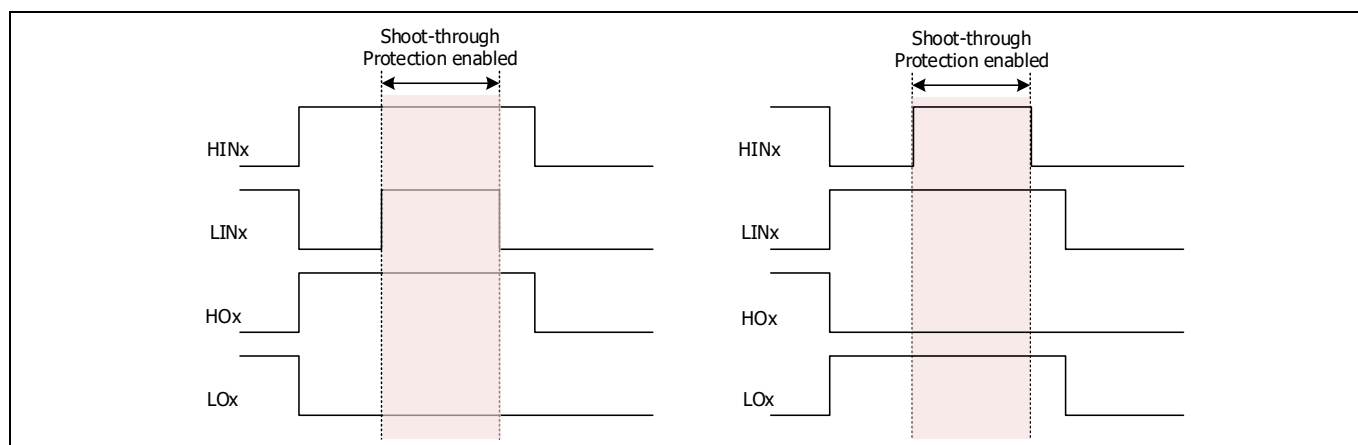 Shoot-through
Protection enabled
HINx
LINx
HOx
LOx
Shoot-through
Protection enabled
HINx
LINx
HOx
LOx